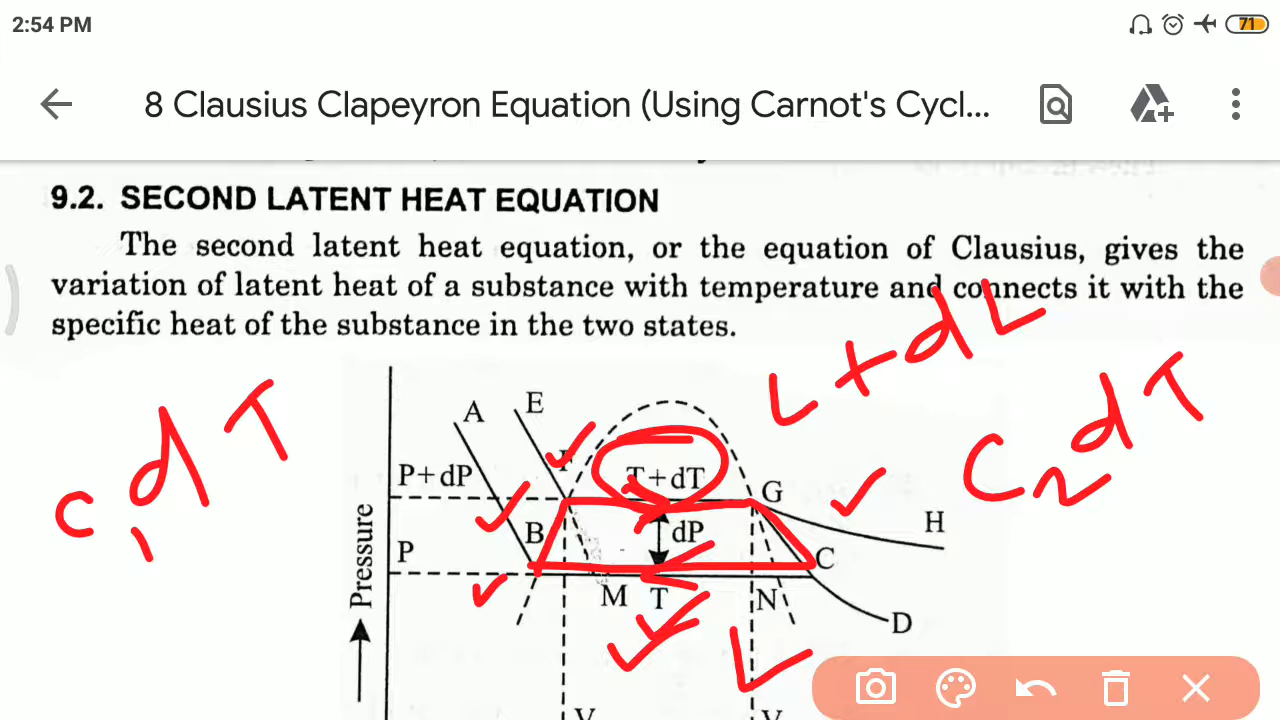 2:54 PM
71
8 Clausius Clapeyron Equation (Using Carnot's Cycl...
9.2. SECOND LATENT HEAT EQUATION
The second latent heat equation, or the equation of Clausius, gives the
variation of latent heat of a substance with temperature and connects it with the
specific heat of the substance in the two states.
L+dL
C1dT
C2dT
A
E
F
P+dP
T+dT
G
H
B
dP
P
C
M
T
N
D
L
Pressure
V
V